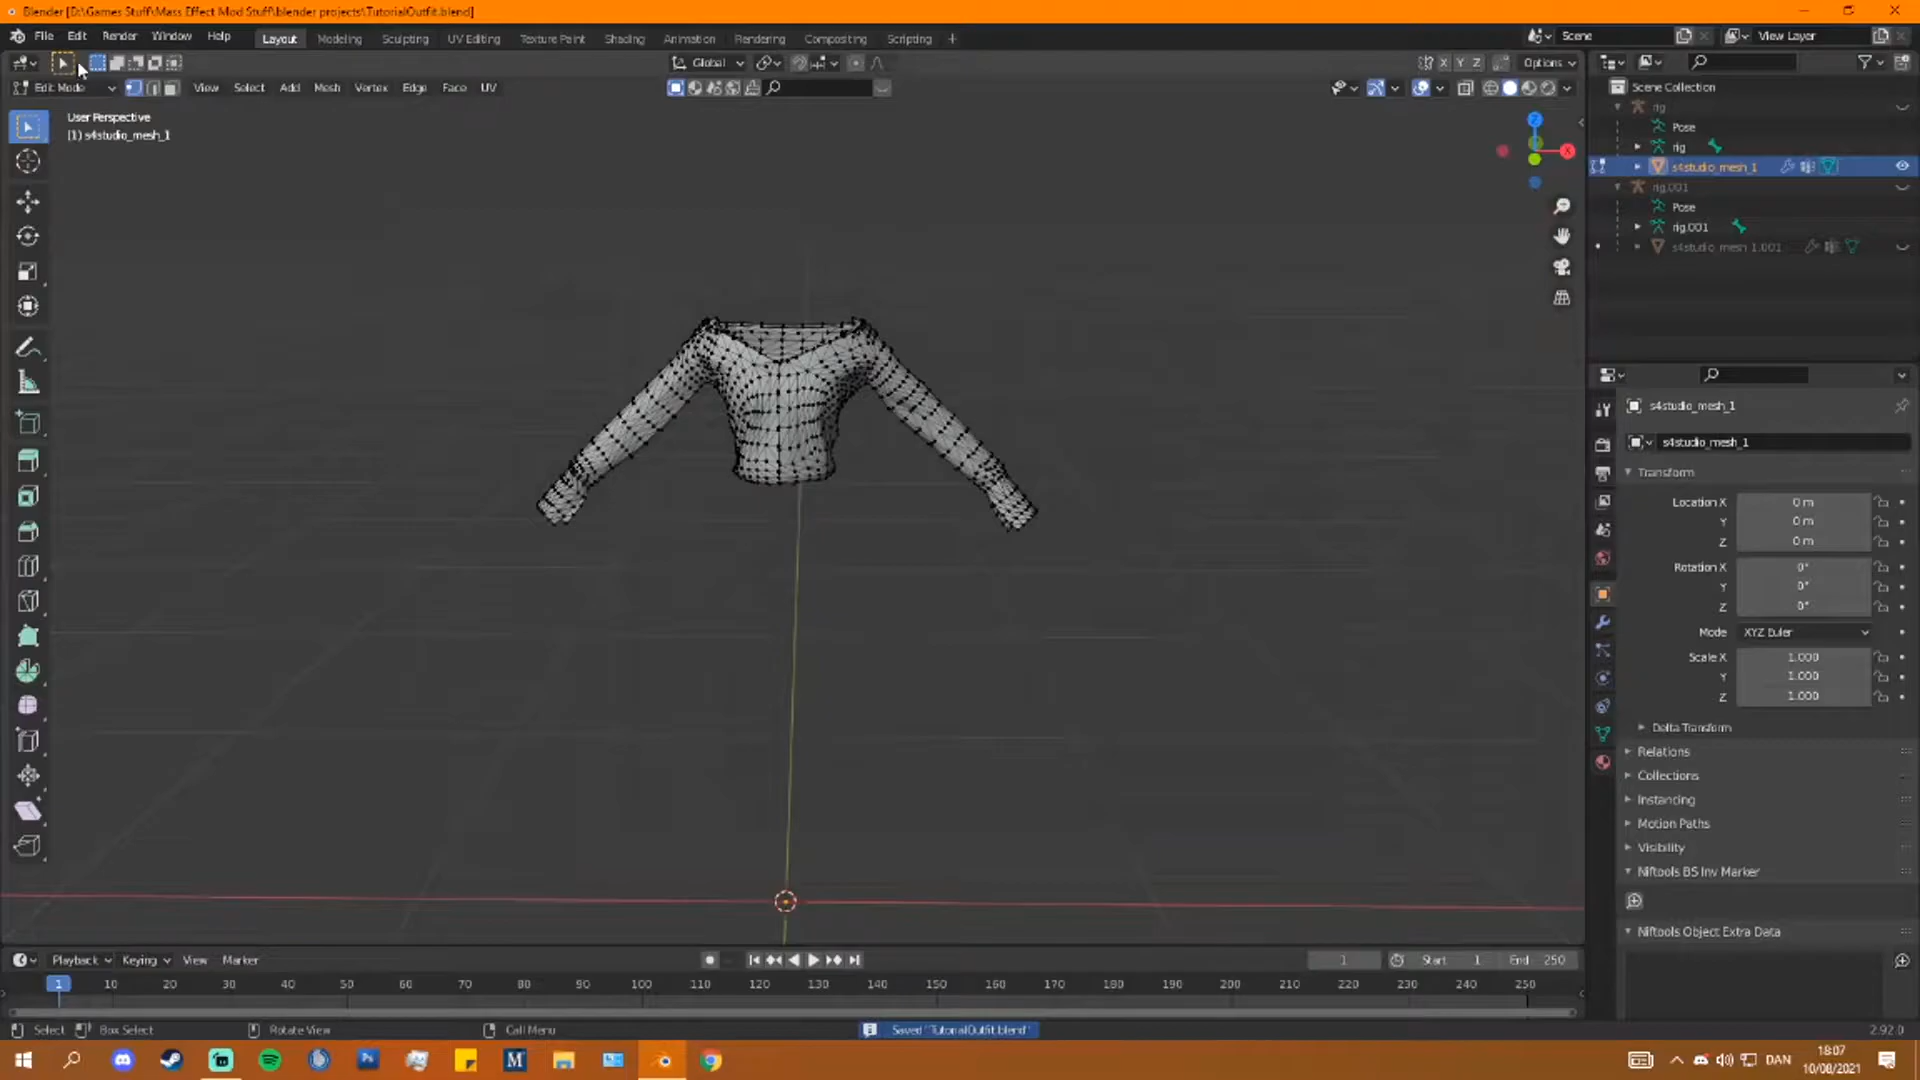 Blender [D:\Games Stuff\Mass Effect Mod Stuff\blender projects\TutorialOutfit.blend]
File Edit Render Window Help Layout Modeling Sculpting UV Editing Texture Paint Shading Animation Rendering Compositing Scripting + Scene View Layer
Global X Y Z Options
Edit Mode View Select Add Mesh Vertex Edge Face UV
User Perspective
(1) s4studio_mesh_1
Z
X
Scene Collection
rig
Pose
rig
s4studio_mesh_1
rig.001
Pose
rig.001
s4studio_mesh_1.001
s4studio_mesh_1
s4studio_mesh_1
Transform
Location X 0 m
Y 0 m
Z 0 m
Rotation X 0°
Y 0°
Z 0°
Mode XYZ Euler
Scale X 1.000
Y 1.000
Z 1.000
Delta Transform
Relations
Collections
Instancing
Motion Paths
Visibility
Niftools BS Inv Marker
Niftools Object Extra Data
Playback Keying View Marker 1 Start 1 End 250
1 10 20 30 40 50 60 70 80 90 100 110 120 130 140 150 160 170 180 190 200 210 220 230 240 250
Select Box Select Rotate View Call Menu Saved "TutorialOutfit.blend" 2.92.0
DAN 18:07
10/08/2021